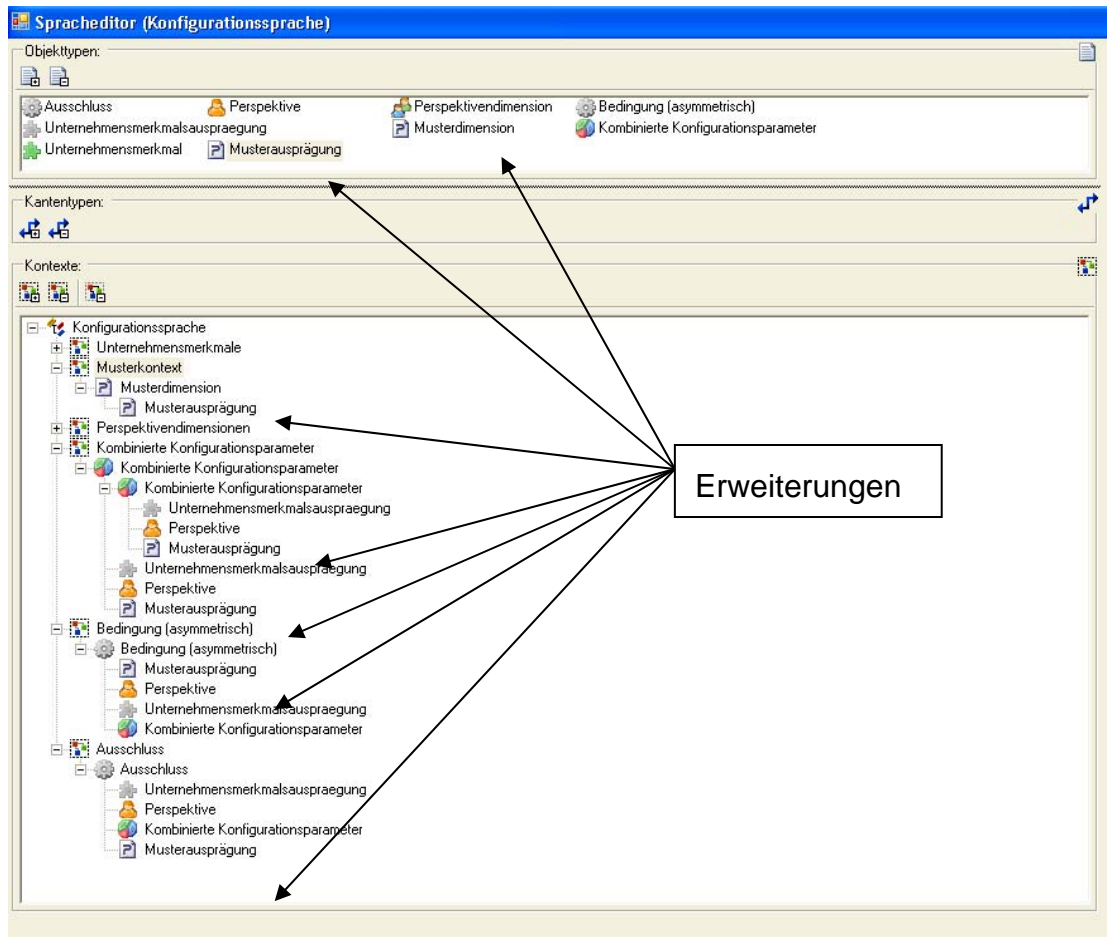 Spracheditor (Konfigurationssprache)
Objekttypen:
Ausschluss Perspektive Perspektivendimension Bedingung (asymmetrisch)
Unternehmensmerkmalsauspraegung Musterdimension Kombinierte Konfigurationsparameter
Unternehmensmerkmal Musterausprägung
Kantentypen:
Kontexte:
Konfigurationssprache
Unternehmensmerkmale
Musterkontext
Musterdimension
Musterausprägung
Perspektivendimensionen
Kombinierte Konfigurationsparameter
Kombinierte Konfigurationsparameter
Kombinierte Konfigurationsparameter
Unternehmensmerkmalsauspraegung
Perspektive
Musterausprägung
Unternehmensmerkmalsauspraegung
Perspektive
Musterausprägung
Bedingung (asymmetrisch)
Bedingung (asymmetrisch)
Musterausprägung
Perspektive
Unternehmensmerkmalsauspraegung
Kombinierte Konfigurationsparameter
Ausschluss
Ausschluss
Unternehmensmerkmalsauspraegung
Perspektive
Kombinierte Konfigurationsparameter
Musterausprägung
Erweiterungen